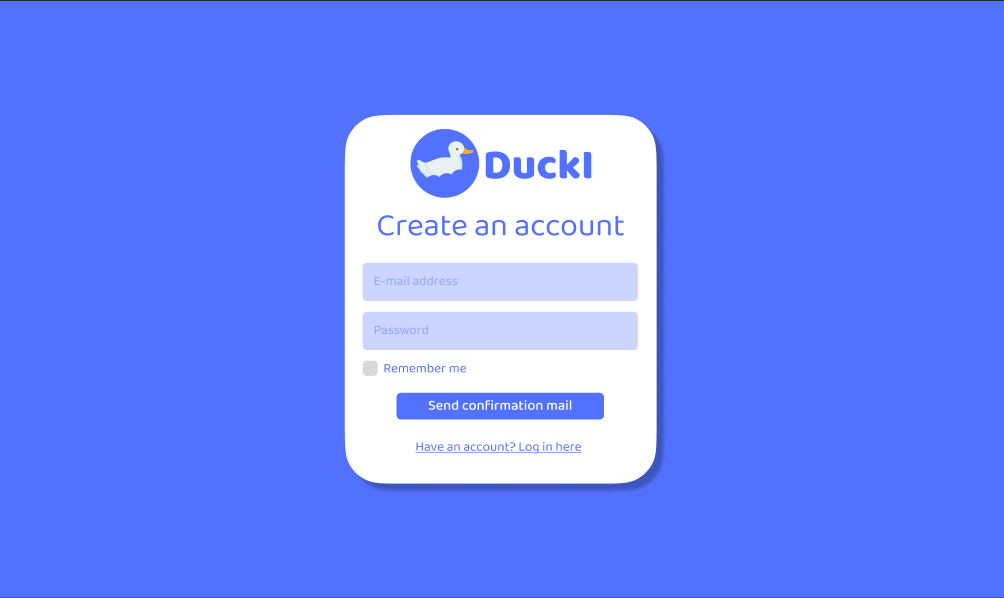 Duckl
Create an account
E-mail address
Password
Remember me
Send confirmation mail
Have an account? Log in here